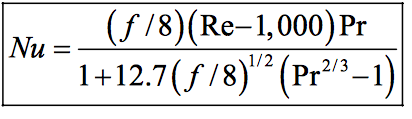 Nu = (f/8)(Re−1,000)Pr / 1+12.7(f/8)^1/2 (Pr^2/3−1)